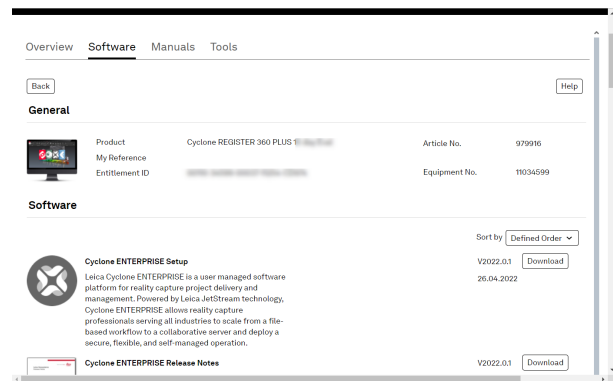 Overview Software Manuals Tools
Back Help
General
Product Cyclone REGISTER 360 PLUS 1 Article No. 979916
My Reference
Entitlement ID Equipment No. 11034599
Software
Sort by Defined Order
Cyclone ENTERPRISE Setup V2022.0.1 Download
Leica Cyclone ENTERPRISE is a user managed software 26.04.2022
platform for reality capture project delivery and
management. Powered by Leica JetStream technology,
Cyclone ENTERPRISE allows reality capture
professionals serving all industries to scale from a file-
based workflow to a collaborative server and deploy a
secure, flexible, and self-managed operation.
Cyclone ENTERPRISE Release Notes V2022.0.1 Download